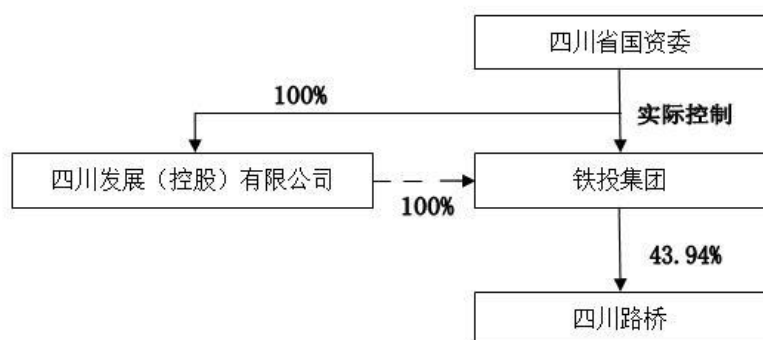 四川省国资委
100%
实际控制
四川发展（控股）有限公司
铁投集团
100%
43.94%
四川路桥